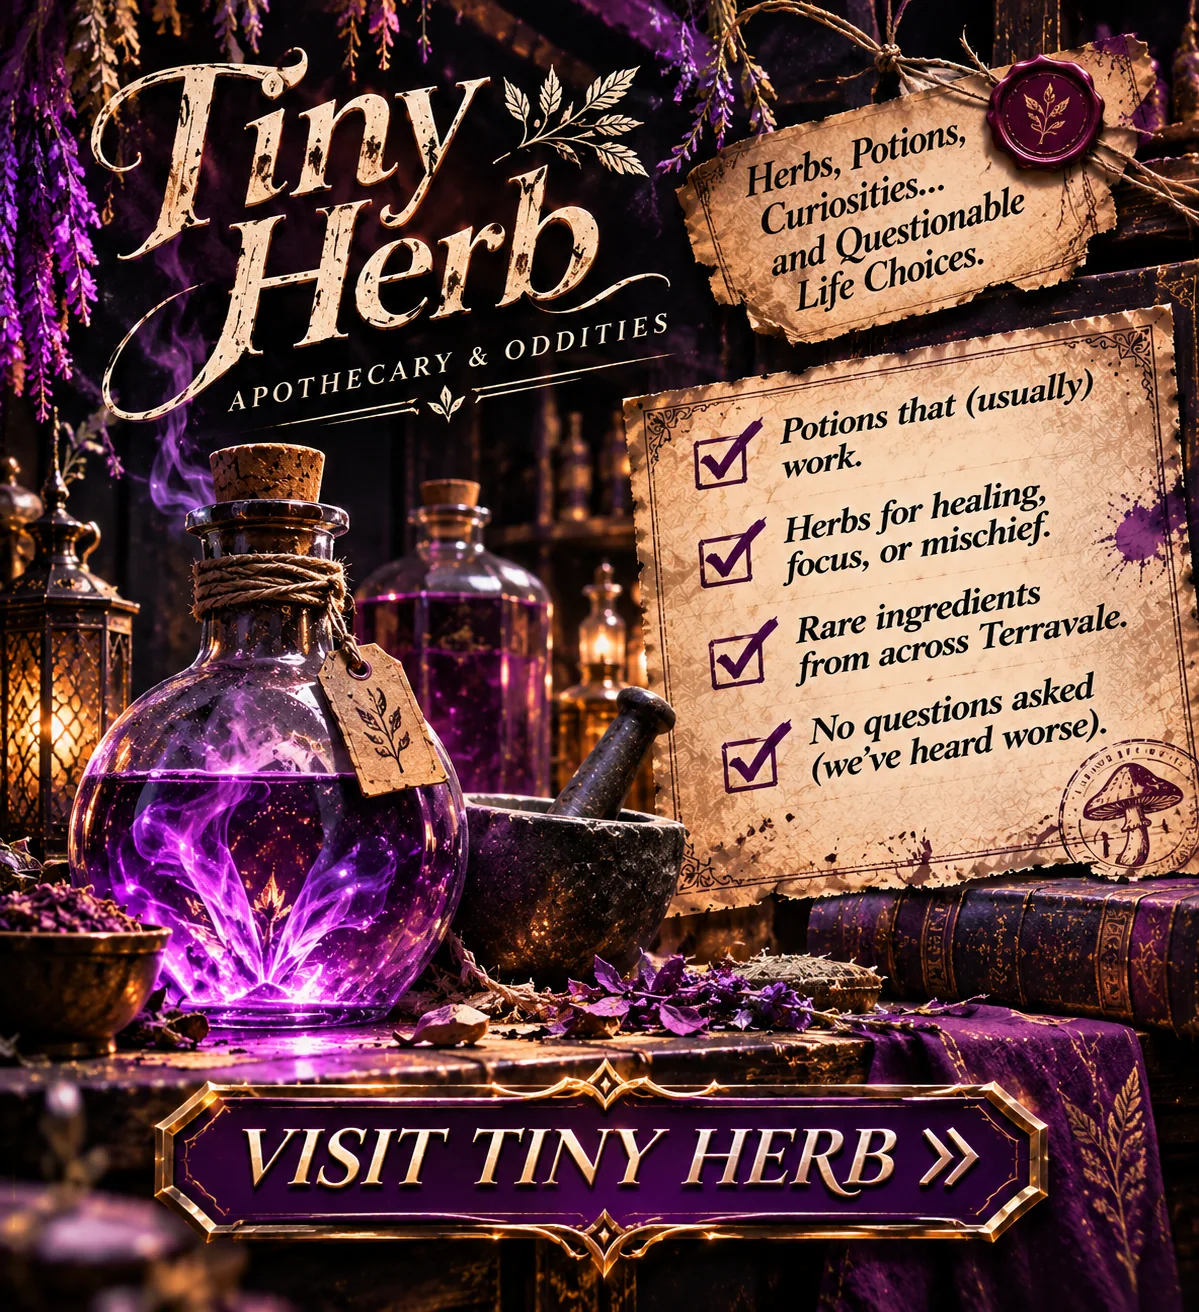 Tiny
Herb
APOTHECARY & ODDITIES
Herbs, Potions,
Curiosities...
and Questionable
Life Choices.
Potions that (usually)
work.
Herbs for healing,
focus, or mischief.
Rare ingredients
from across Terravale.
No questions asked
(we've heard worse).
VISIT TINY HERB »